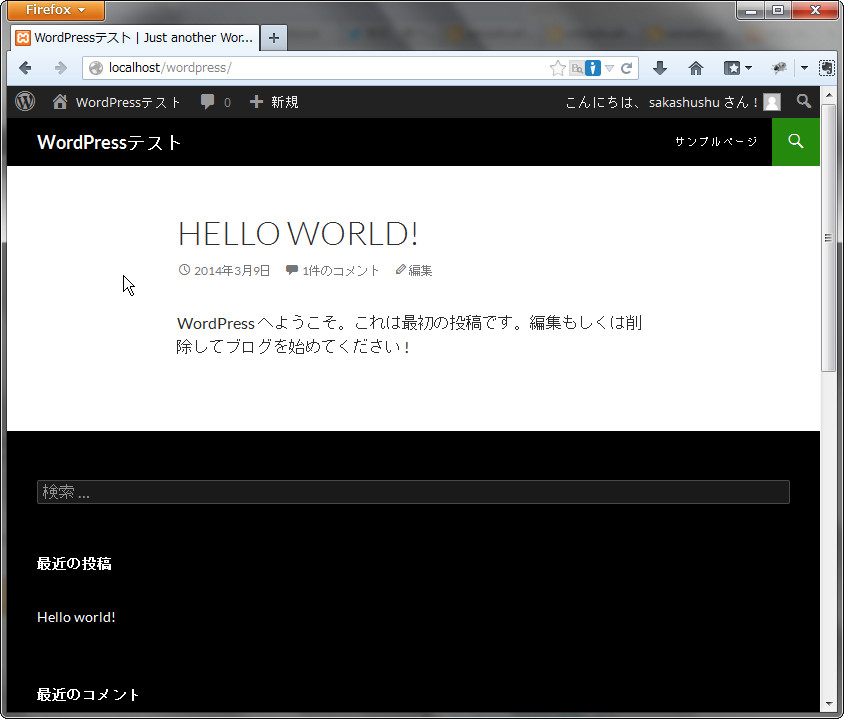 Firefox
WordPressテスト | Just another Wor...
localhost/wordpress/
WordPressテスト 0 新規 こんにちは、sakashushu さん !
WordPressテスト サンプルページ
HELLO WORLD!
2014年3月9日 1件のコメント 編集
WordPress へようこそ。これは最初の投稿です。編集もしくは削
除してブログを始めてください !
検索 ...
最近の投稿
Hello world!
最近のコメント